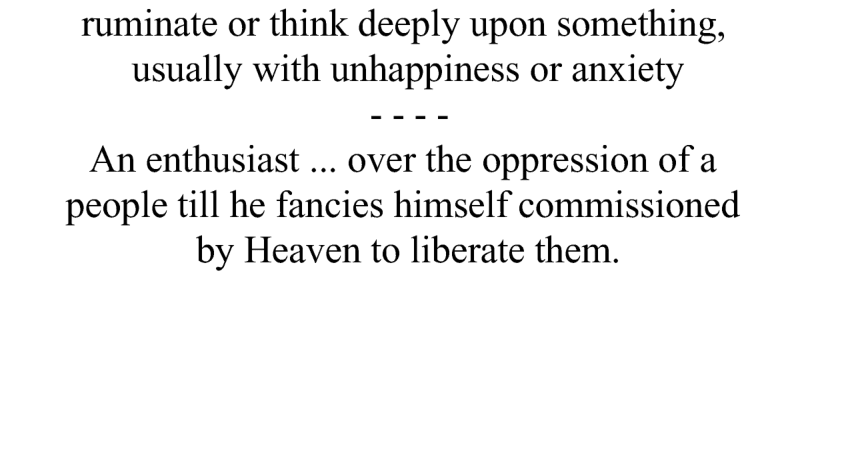 ruminate or think deeply upon something,
usually with unhappiness or anxiety
- - - -
An enthusiast ... over the oppression of a
people till he fancies himself commissioned
by Heaven to liberate them.